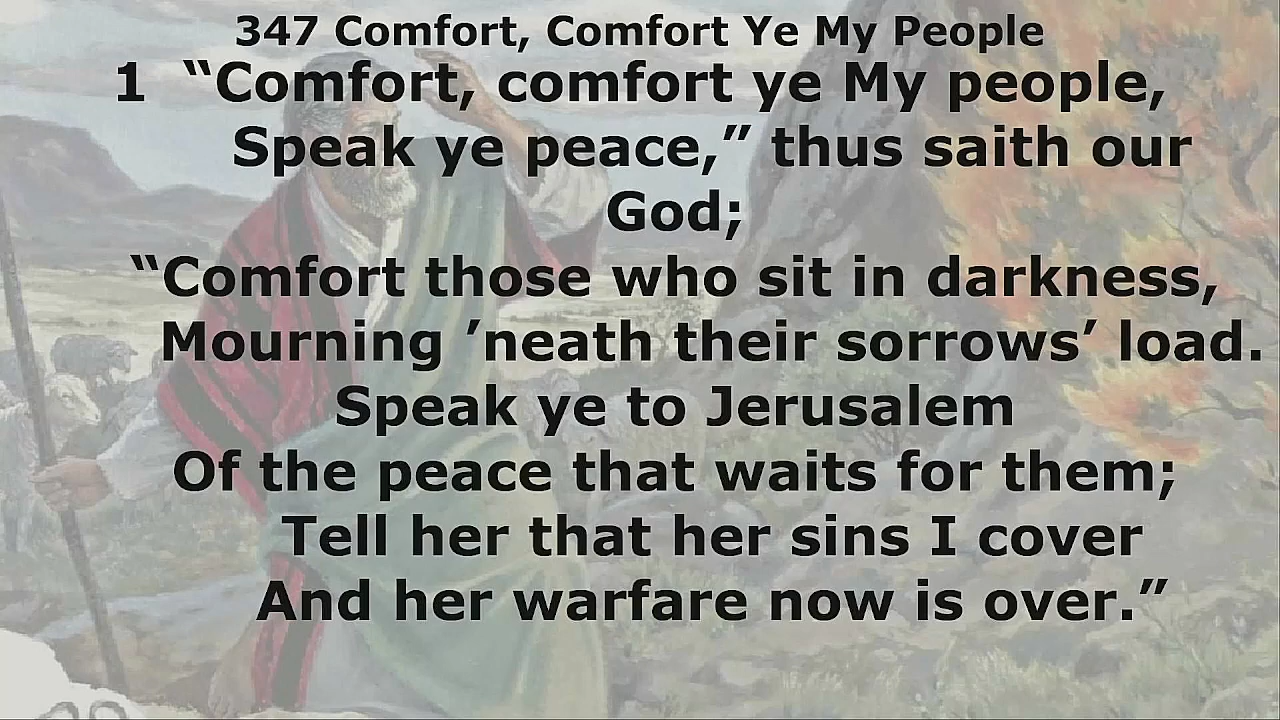 347 Comfort, Comfort Ye My People
1 “Comfort, comfort ye My people,
Speak ye peace,” thus saith our
God;
“Comfort those who sit in darkness,
Mourning ’neath their sorrows’ load.
Speak ye to Jerusalem
Of the peace that waits for them;
Tell her that her sins I cover
And her warfare now is over.”